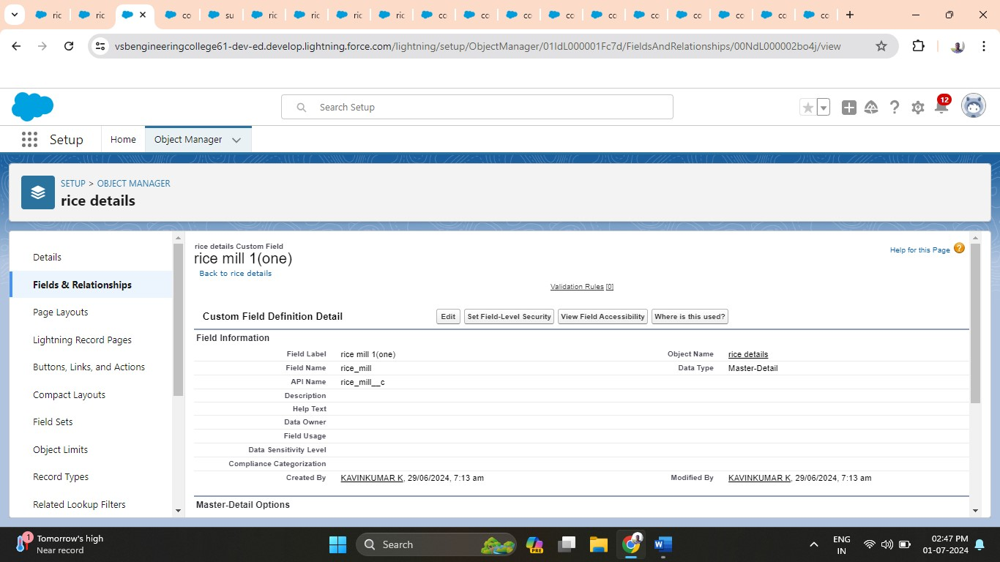 ric
ric
s
co
su
ric
ric
ric
ric
co
co
co
co
co
co
co
co
co
co
vsbengineeringcollege61-dev-ed.develop.lightning.force.com/lightning/setup/ObjectManager/01IdL000001Fc7d/FieldsAndRelationships/00NdL000002bo4j/view
Search Setup
12
Setup
Home
Object Manager
SETUP > OBJECT MANAGER
rice details
Details
Fields & Relationships
Page Layouts
Lightning Record Pages
Buttons, Links, and Actions
Compact Layouts
Field Sets
Object Limits
Record Types
Related Lookup Filters
rice details Custom Field
rice mill 1(one)
Back to rice details
Help for this Page
Validation Rules [0]
Custom Field Definition Detail
Edit
Set Field-Level Security
View Field Accessibility
Where is this used?
Field Information
Field Label rice mill 1(one) Object Name rice details
Field Name rice_mill Data Type Master-Detail
API Name rice_mill__c
Description
Help Text
Data Owner
Field Usage
Data Sensitivity Level
Compliance Categorization
Created By KAVINKUMAR K, 29/06/2024, 7:13 am Modified By KAVINKUMAR K, 29/06/2024, 7:13 am
Master-Detail Options
1
Tomorrow's high
Near record
Search
PRE
ENG
IN
02:47 PM
01-07-2024